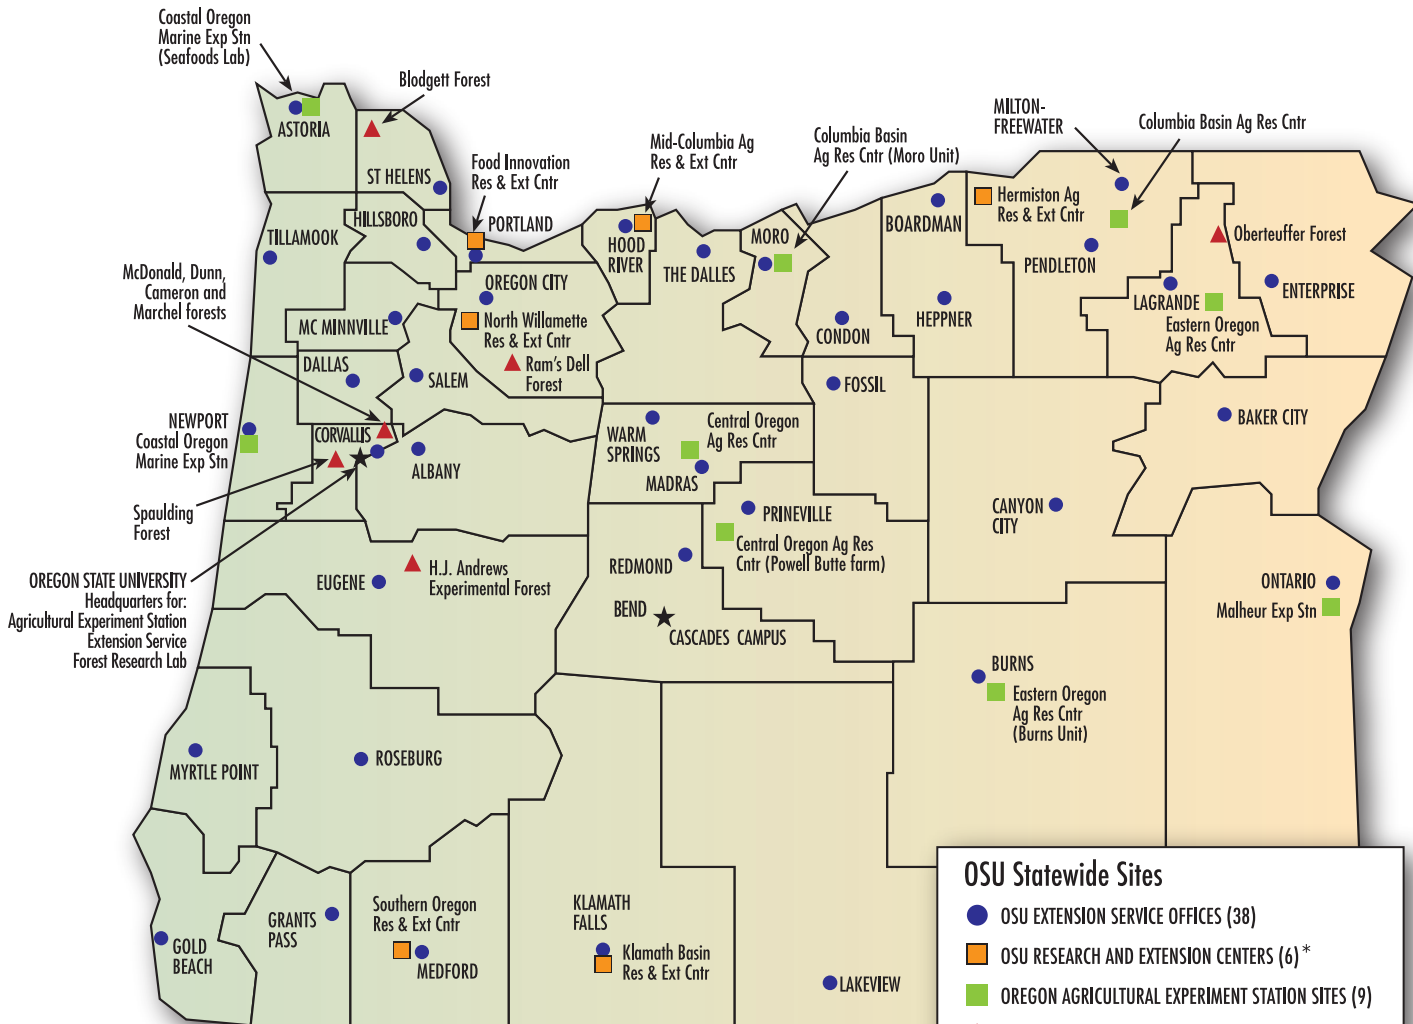 Coastal Oregon
Marine Exp Stn
(Seafoods Lab)
Blodgett Forest
ASTORIA
ST HELENS
Food Innovation
Res & Ext Cntr
PORTLAND
Mid-Columbia Ag
Res & Ext Cntr
Columbia Basin
Ag Res Cntr (Moro Unit)
MILTON-
FREEWATER
Columbia Basin Ag Res Cntr
HILLSBORO
TILLAMOOK
HOOD
RIVER
THE DALLES
MORO
BOARDMAN
Hermiston Ag
Res & Ext Cntr
PENDLETON
Oberteuffer Forest
McDonald, Dunn,
Cameron and
Marchel forests
OREGON CITY
MC MINNVILLE
North Willamette
Res & Ext Cntr
Ram's Dell
Forest
CONDON
HEPPNER
LAGRANDE
Eastern Oregon
Ag Res Cntr
ENTERPRISE
DALLAS
SALEM
FOSSIL
BAKER CITY
NEWPORT
Coastal Oregon
Marine Exp Stn
CORVALLIS
ALBANY
WARM
SPRINGS
Central Oregon
Ag Res Cntr
MADRAS
Spaulding
Forest
PRINEVILLE
Central Oregon Ag Res
Cntr (Powell Butte farm)
CANYON
CITY
OREGON STATE UNIVERSITY
Headquarters for:
Agricultural Experiment Station
Extension Service
Forest Research Lab
EUGENE
H.J. Andrews
Experimental Forest
REDMOND
BEND
CASCADES CAMPUS
ONTARIO
Malheur Exp Stn
BURNS
Eastern Oregon
Ag Res Cntr
(Burns Unit)
MYRTLE POINT
ROSEBURG
GOLD
BEACH
GRANTS
PASS
Southern Oregon
Res & Ext Cntr
MEDFORD
KLAMATH
FALLS
Klamath Basin
Res & Ext Cntr
LAKEVIEW
OSU Statewide Sites
OSU EXTENSION SERVICE OFFICES (38)
OSU RESEARCH AND EXTENSION CENTERS (6)*
OREGON AGRICULTURAL EXPERIMENT STATION SITES (9)